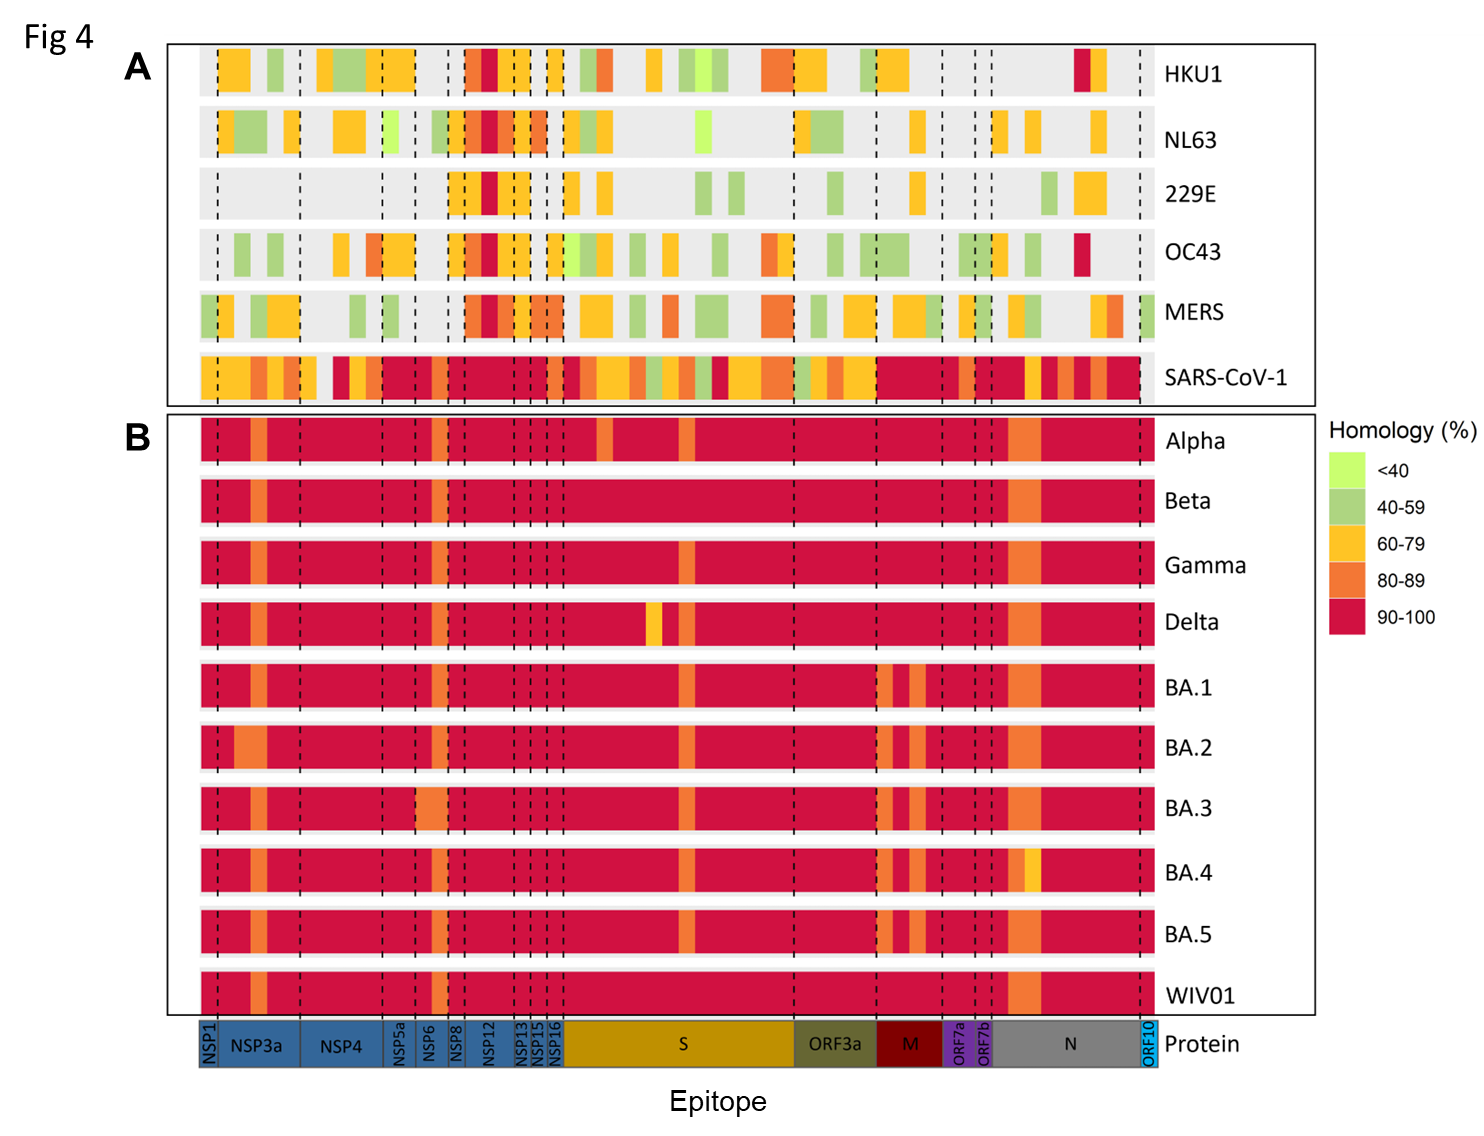 Fig 4
A
HKU1
NL63
229E
OC43
MERS
SARS-CoV-1
B
Alpha
Beta
Gamma
Delta
BA.1
BA.2
BA.3
BA.4
BA.5
WIV01
Homology (%)
<40
40-59
60-79
80-89
90-100
NSP1 NSP3a NSP4 NSP5a NSP6 NSP8 NSP12 NSP13 NSP15 NSP16 S ORF3a M ORF7a ORF7b N ORF10 Protein
Epitope